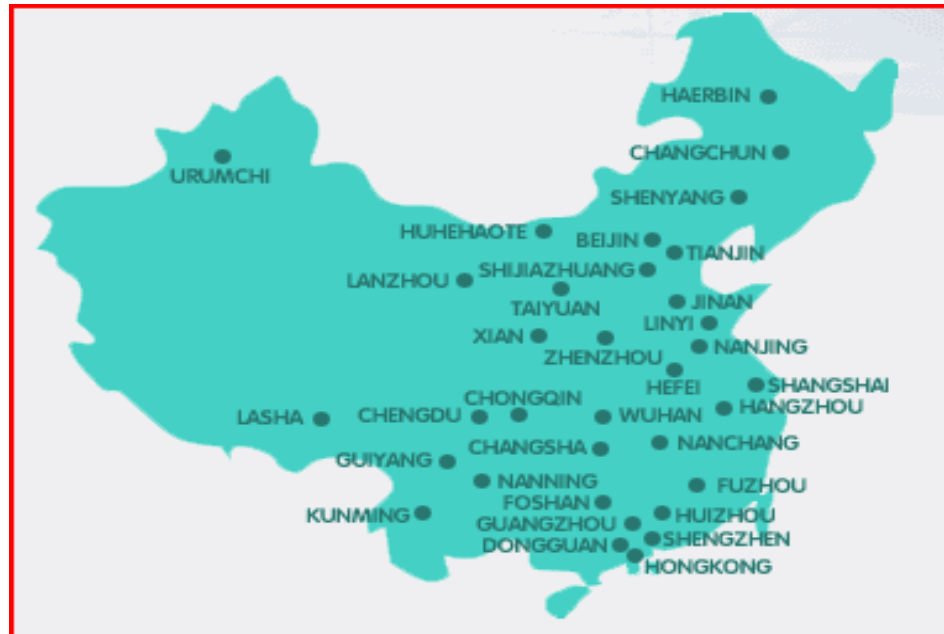 HAERBIN
CHANGCHUN
URUMCHI
SHENYANG
HUHEHAOTE
BEIJIN
TIANJIN
SHIJIAZHUANG
LANZHOU
TAIYUAN
JINAN
LINYI
XIAN
NANJING
ZHENZHOU
HEFEI
SHANGSHAI
CHONGQIN
HANGZHOU
LASHA
CHENGDU
WUHAN
NANCHANG
CHANGSHA
GUIYANG
NANNING
FUZHOU
FOSHAN
KUNMING
HUIZHOU
GUANGZHOU
SHENGZHEN
DONGGUAN
HONGKONG